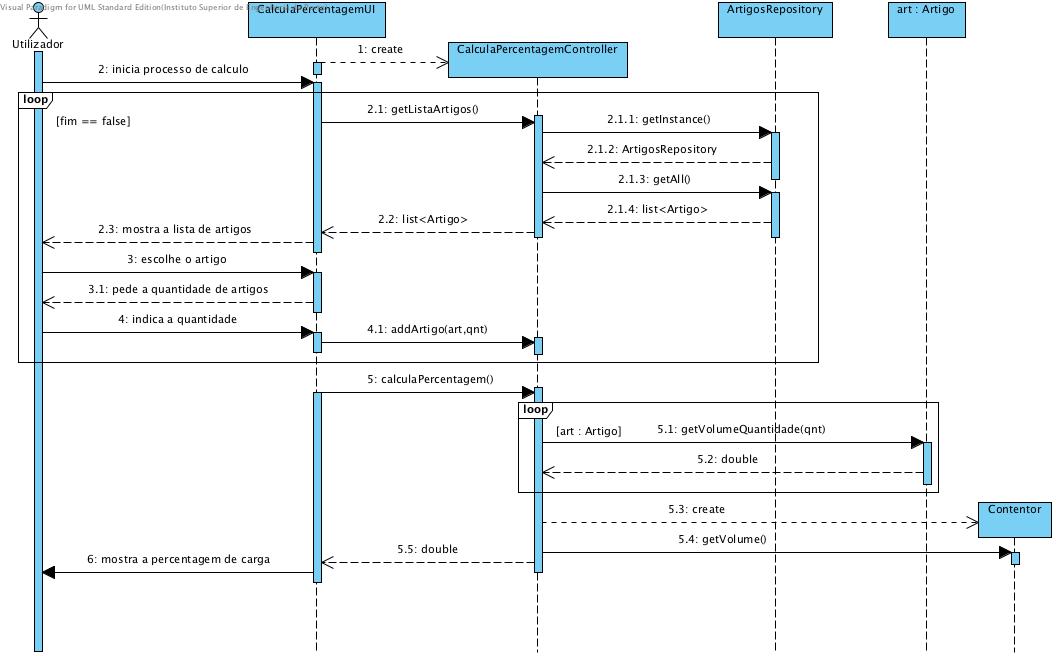 Visual Paradigm for UML Standard Edition(Instituto Superior de
CalculaPercentagemUI
ArtigosRepository
art : Artigo
Utilizador
1: create
CalculaPercentagemController
2: inicia processo de calculo
loop
[fim == false]
2.1: getListaArtigos()
2.1.1: getInstance()
2.1.2: ArtigosRepository
2.1.3: getAll()
2.1.4: list<Artigo>
2.2: list<Artigo>
2.3: mostra a lista de artigos
3: escolhe o artigo
3.1: pede a quantidade de artigos
4: indica a quantidade
4.1: addArtigo(art,qnt)
5: calculaPercentagem()
loop
[art : Artigo]
5.1: getVolumeQuantidade(qnt)
5.2: double
5.3: create
Contentor
5.4: getVolume()
5.5: double
6: mostra a percentagem de carga